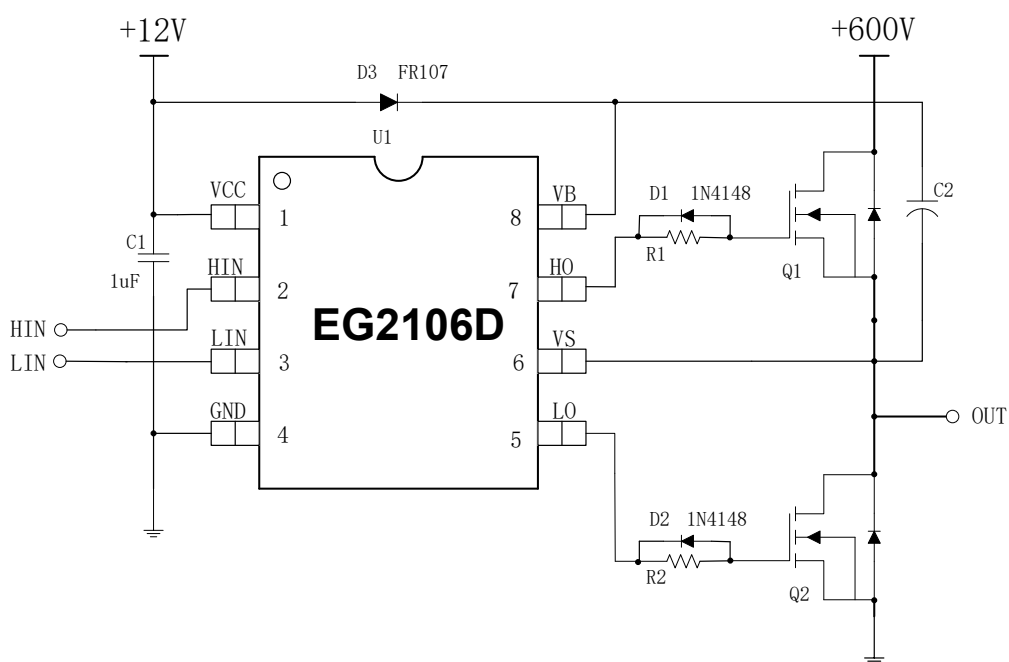 +12V
+600V
D3 FR107
U1
VCC
1
VB
8
D1 1N4148
C2
C1
1uF
HIN
2
HO
7
R1
Q1
EG2106D
HIN
LIN
LIN
3
VS
6
GND
4
LO
5
OUT
D2 1N4148
R2
Q2